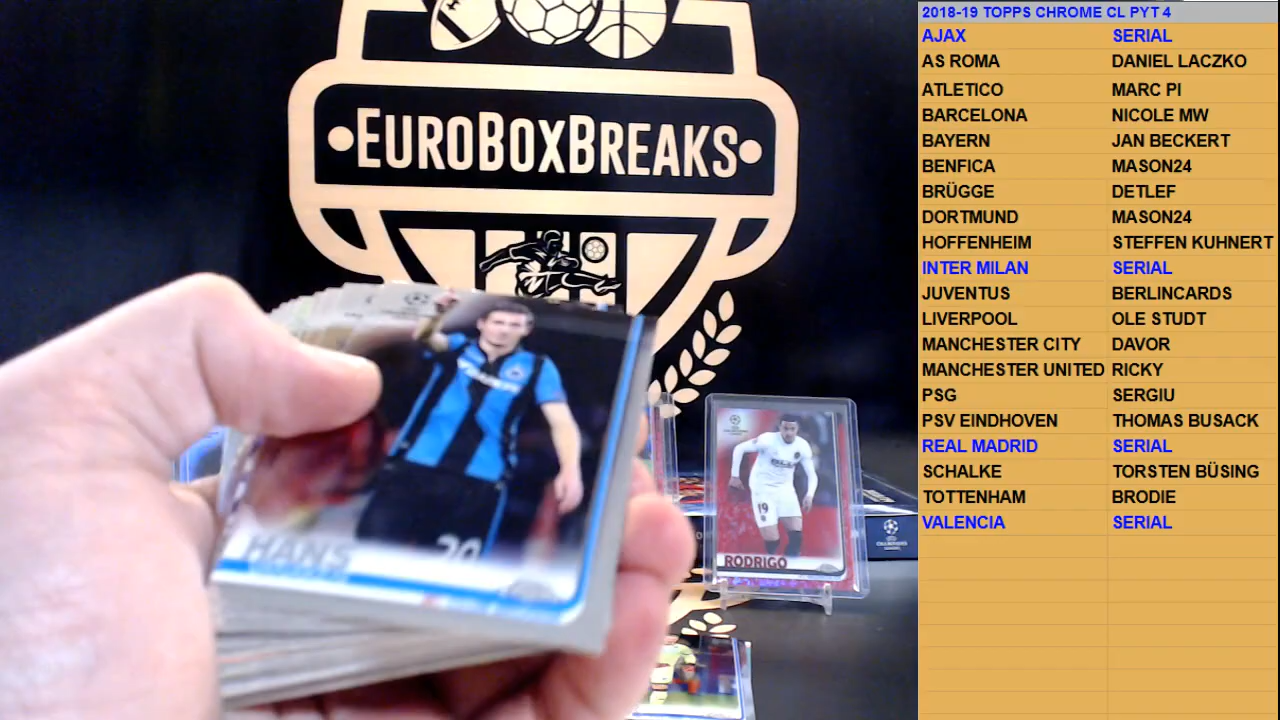 2018-19 TOPPS CHROME CL PYT 4
AJAX SERIAL
AS ROMA DANIEL LACZKO
ATLETICO MARC PI
BARCELONA NICOLE MW
BAYERN JAN BECKERT
BENFICA MASON24
BRÜGGE DETLEF
DORTMUND MASON24
HOFFENHEIM STEFFEN KUHNERT
INTER MILAN SERIAL
JUVENTUS BERLINCARDS
LIVERPOOL OLE STUDT
MANCHESTER CITY DAVOR
MANCHESTER UNITED RICKY
PSG SERGIU
PSV EINDHOVEN THOMAS BUSACK
REAL MADRID SERIAL
SCHALKE TORSTEN BÜSING
TOTTENHAM BRODIE
VALENCIA SERIAL
EUROBOXBREAKS
HANS
20
19
RODRIGO